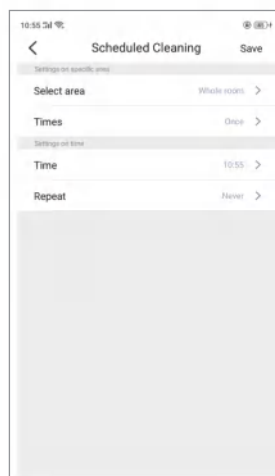 10:55
Scheduled Cleaning
Save
Settings on specific area
Select area
Whole room
Times
Once
Settings on time
Time
10:55
Repeat
Never